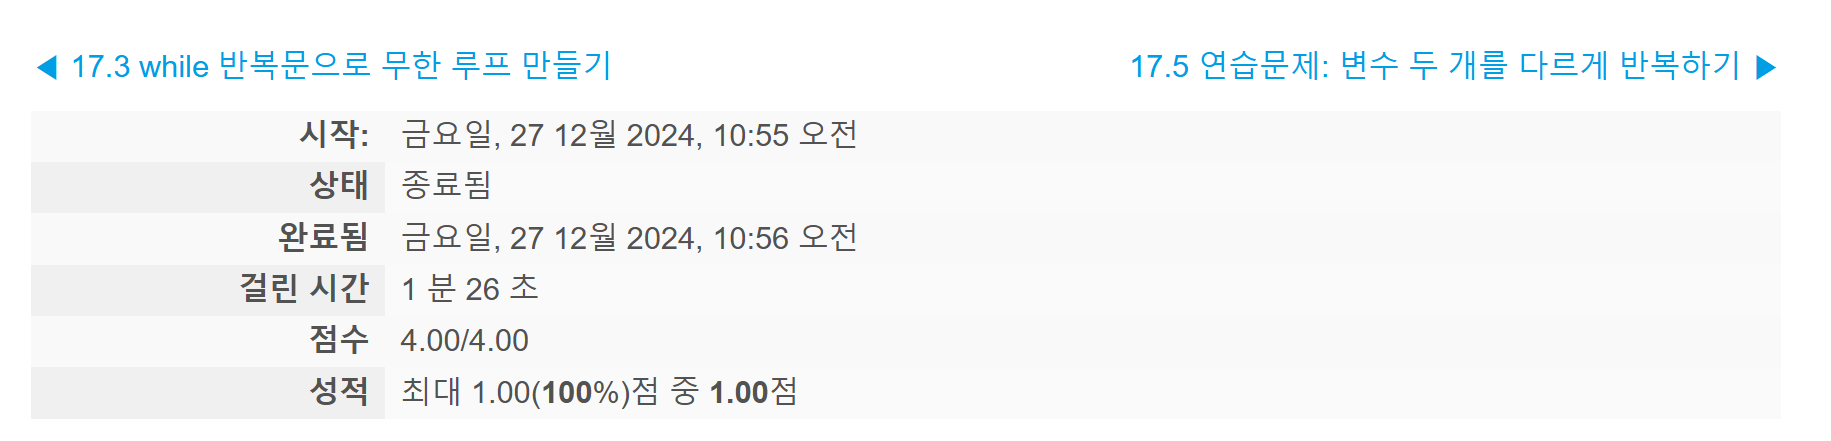 ◀ 17.3 while 반복문으로 무한 루프 만들기
17.5 연습문제: 변수 두 개를 다르게 반복하기 ▶
시작: 금요일, 27 12월 2024, 10:55 오전
상태 종료됨
완료됨 금요일, 27 12월 2024, 10:56 오전
걸린 시간 1 분 26 초
점수 4.00/4.00
성적 최대 1.00(100%)점 중 1.00점